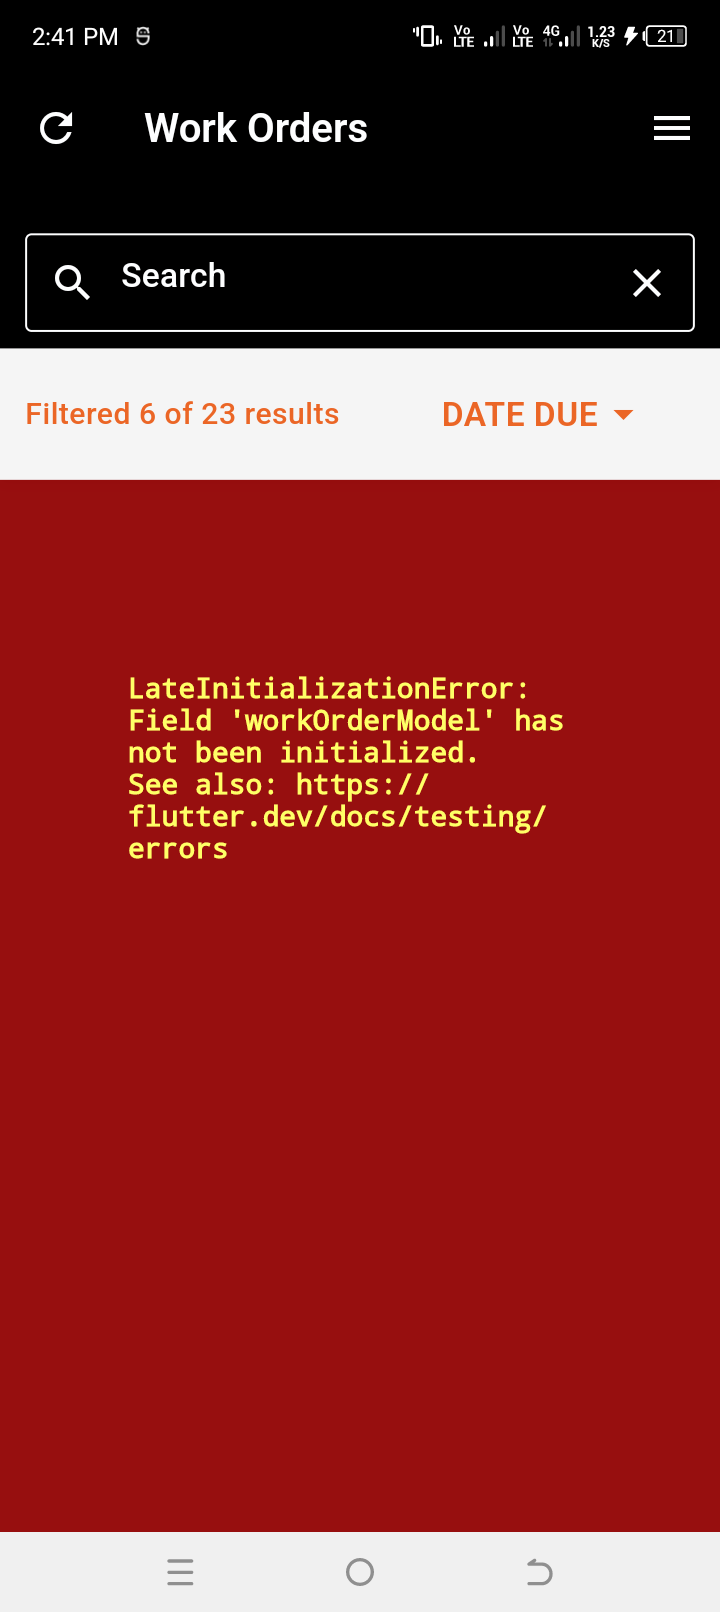 2:41 PM
Vo LTE Vo LTE 4G 1.23 K/S 21
Work Orders
Search
Filtered 6 of 23 results
DATE DUE
LateInitializationError:
Field 'workOrderModel' has
not been initialized.
See also: https://
flutter.dev/docs/testing/
errors